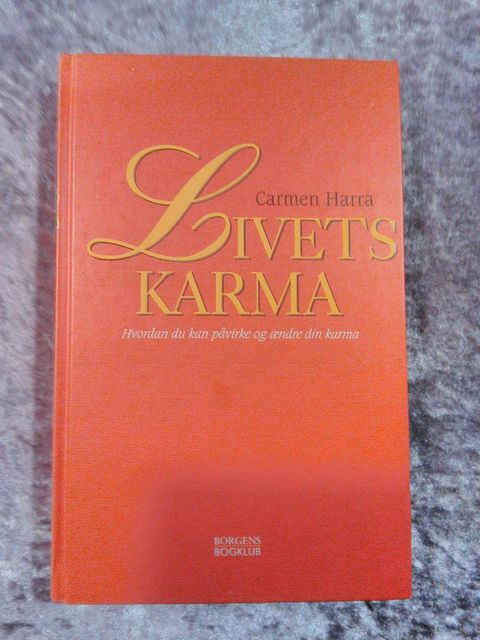 Carmen Harra
LIVETS
KARMA
Hvordan du kan påvirke og ændre din karma
BORGENS
BOGKLUB